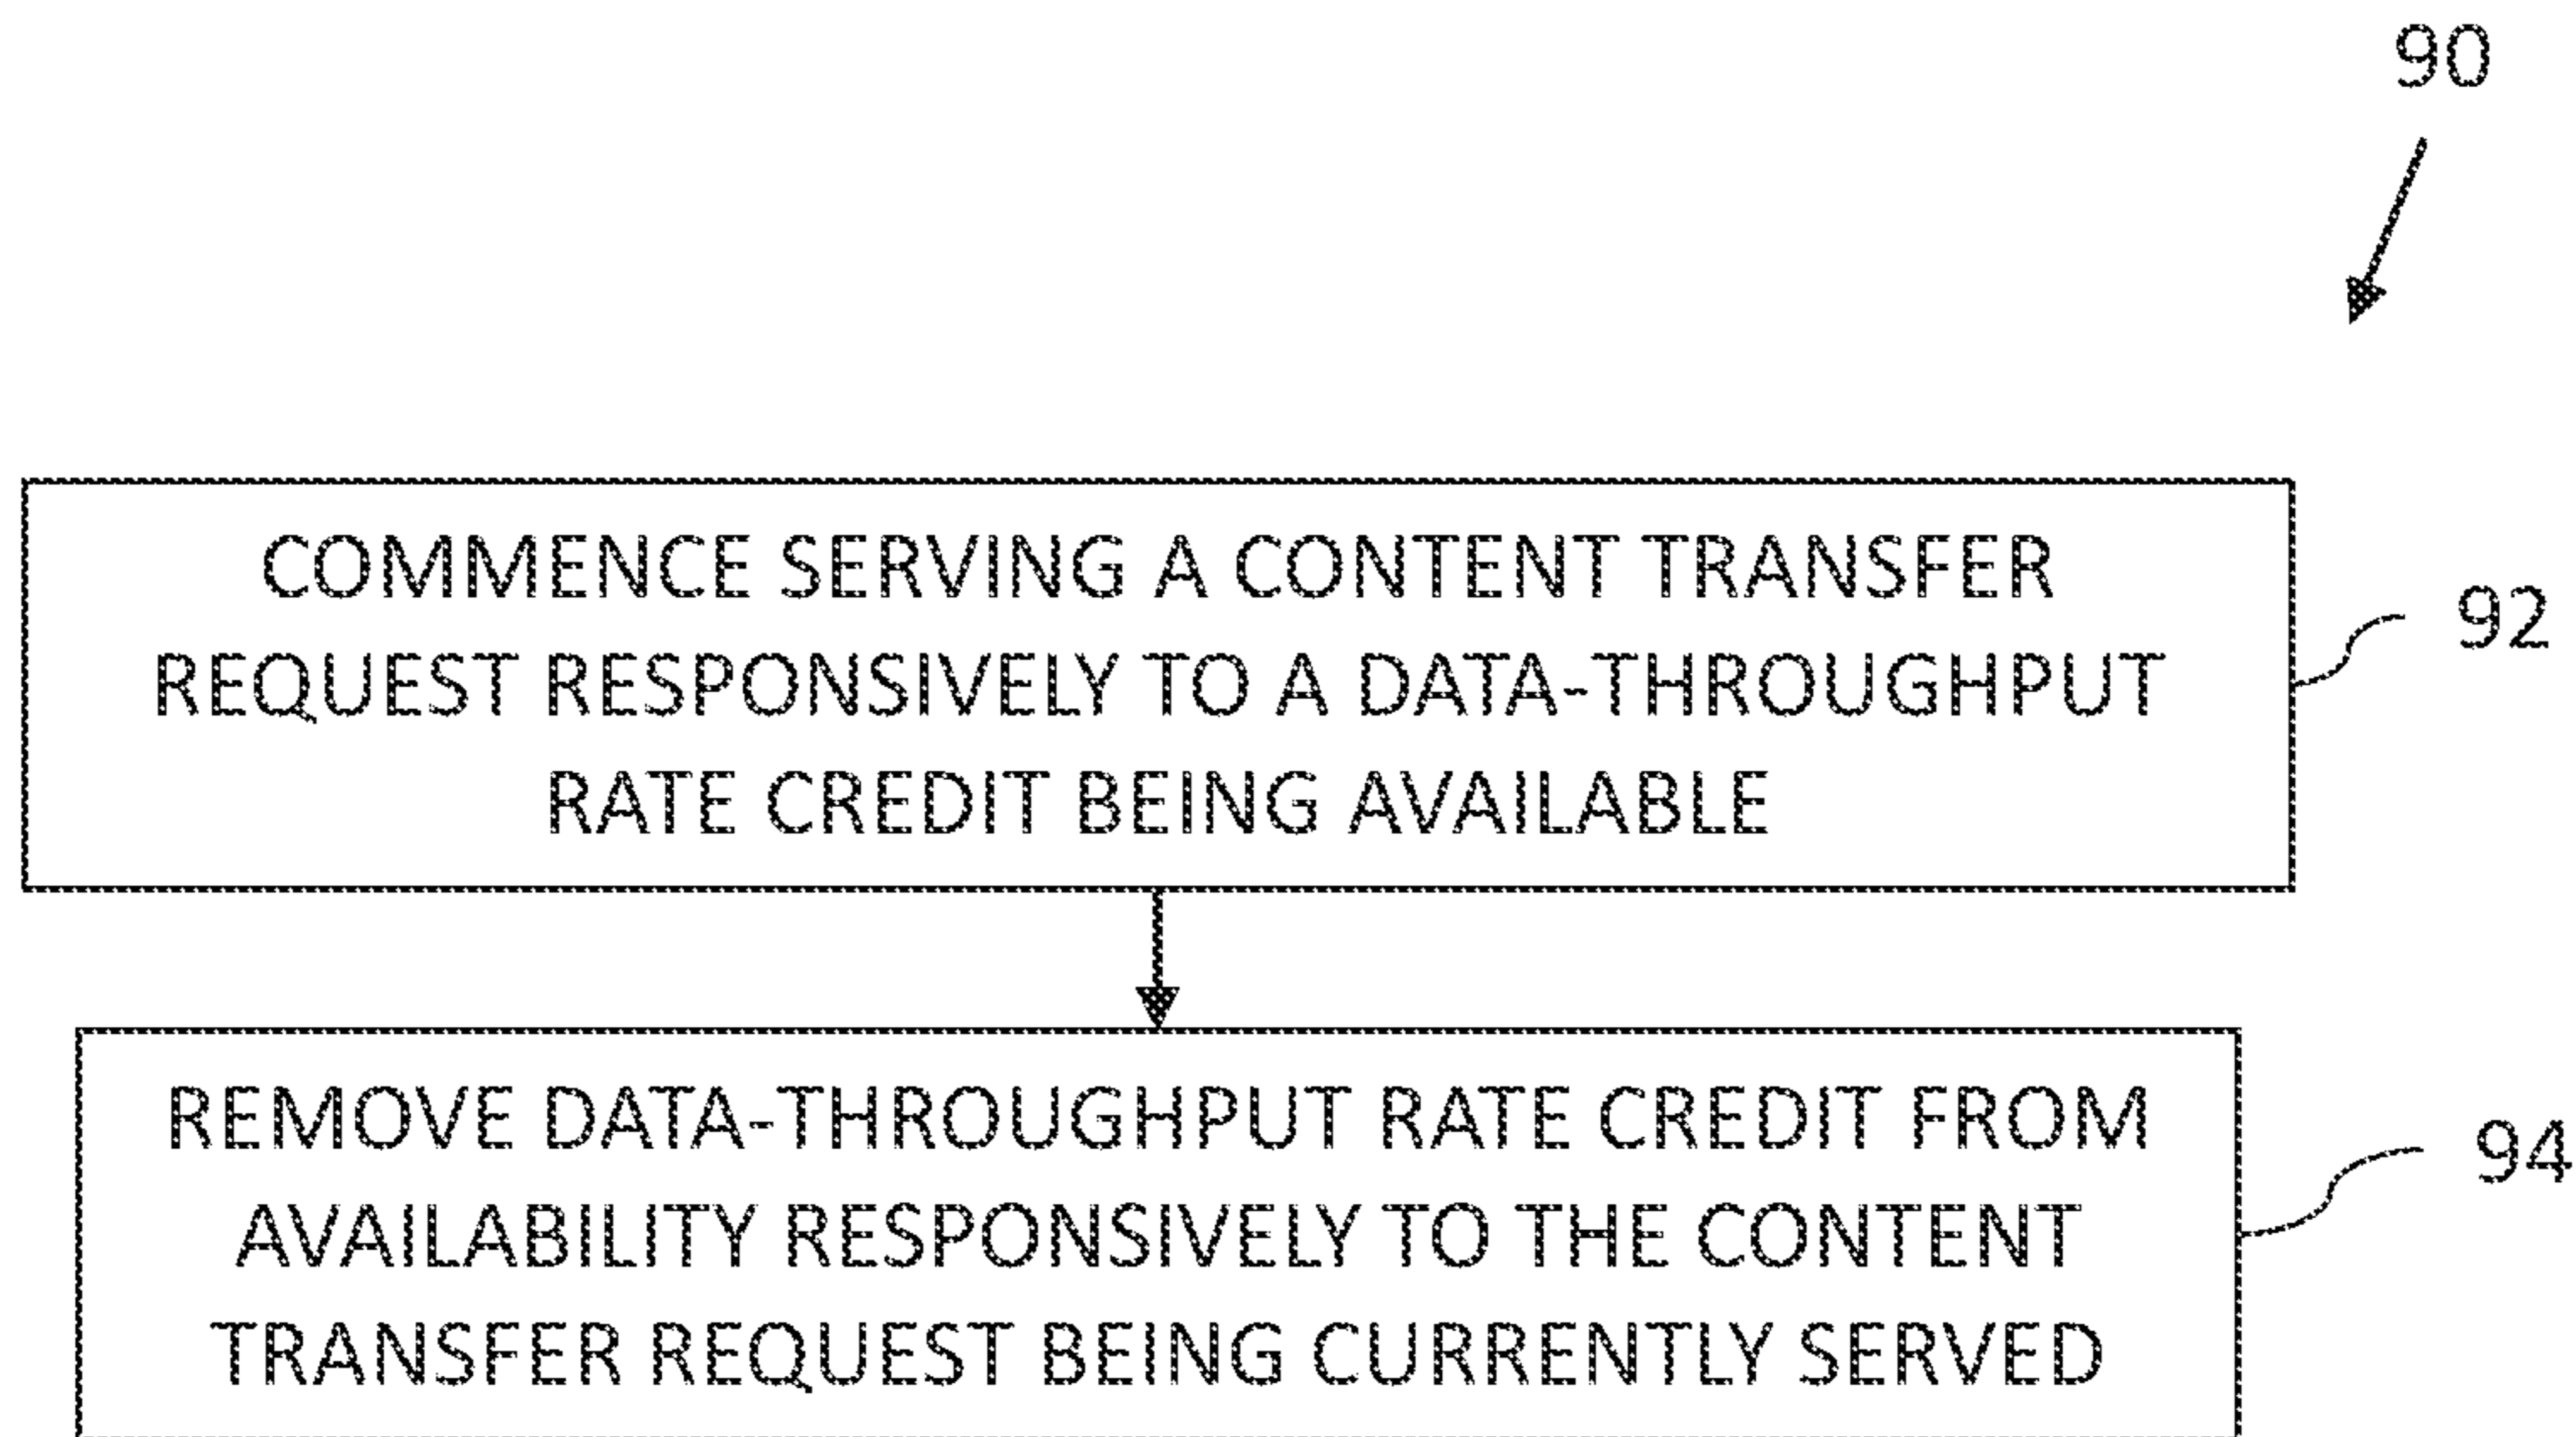 90
COMMENCE SERVING A CONTENT TRANSFER
REQUEST RESPONSIVELY TO A DATA-THROUGHPUT
RATE CREDIT BEING AVAILABLE
92
REMOVE DATA-THROUGHPUT RATE CREDIT FROM
AVAILABILITY RESPONSIVELY TO THE CONTENT
TRANSFER REQUEST BEING CURRENTLY SERVED
94